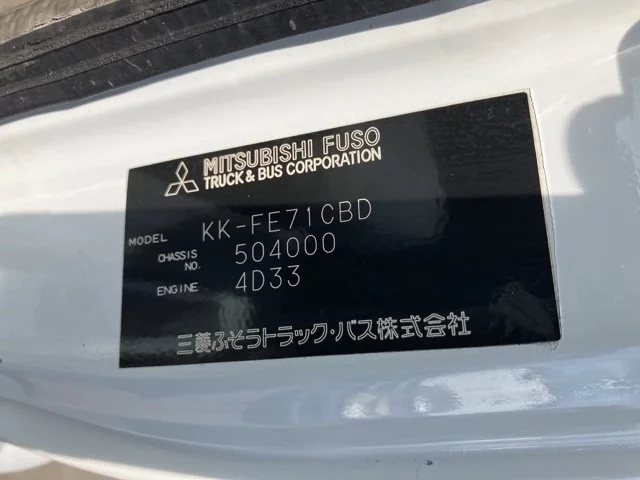 MITSUBISHI FUSO
TRUCK & BUS CORPORATION
MODEL KK-FE71CBD
CHASSIS NO. 504000
ENGINE 4D33
三菱ふそうトラック・バス株式会社